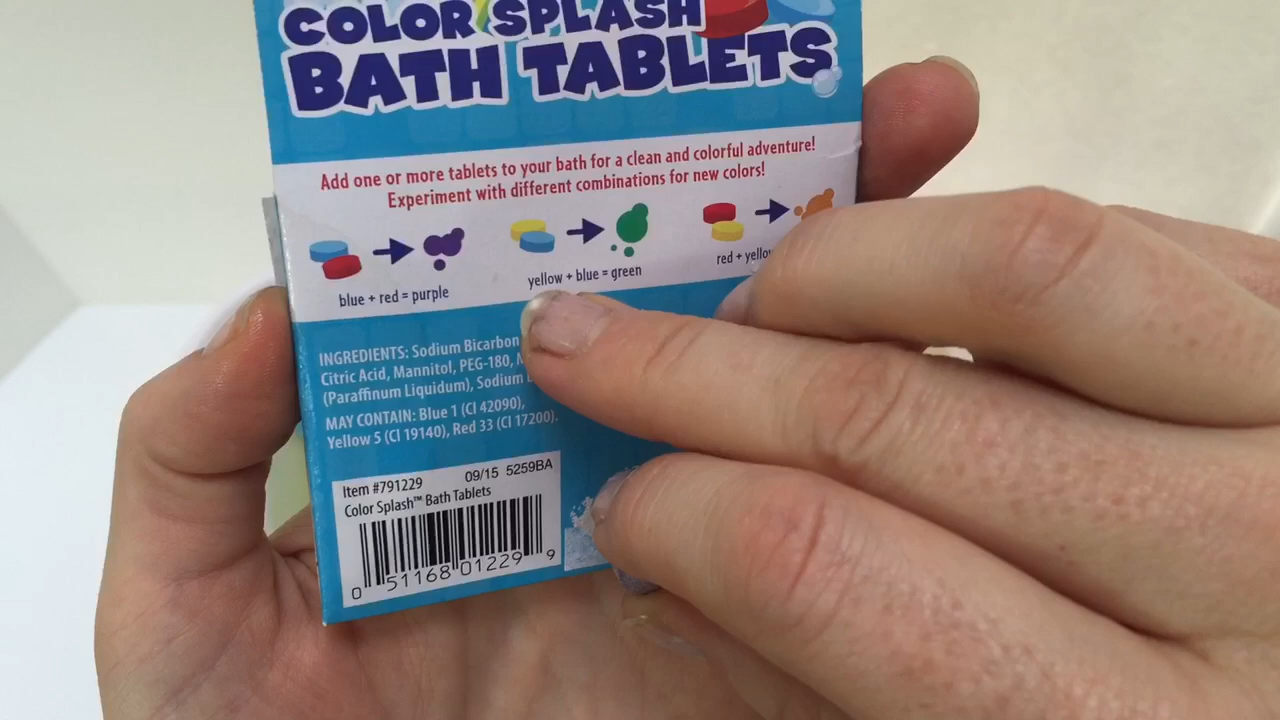 COLOR SPLASH
BATH TABLETS
Add one or more tablets to your bath for a clean and colorful adventure!
Experiment with different combinations for new colors!
blue + red = purple
yellow + blue = green
red + yellow
INGREDIENTS: Sodium Bicarbon
Citric Acid, Mannitol, PEG-180,
(Paraffinum Liquidum), Sodium
MAY CONTAIN: Blue 1 (CI 42090),
Yellow 5 (CI 19140), Red 33 (CI 17200).
Item #791229 09/15 5259BA
Color Splash™ Bath Tablets
0 51168 01229 9